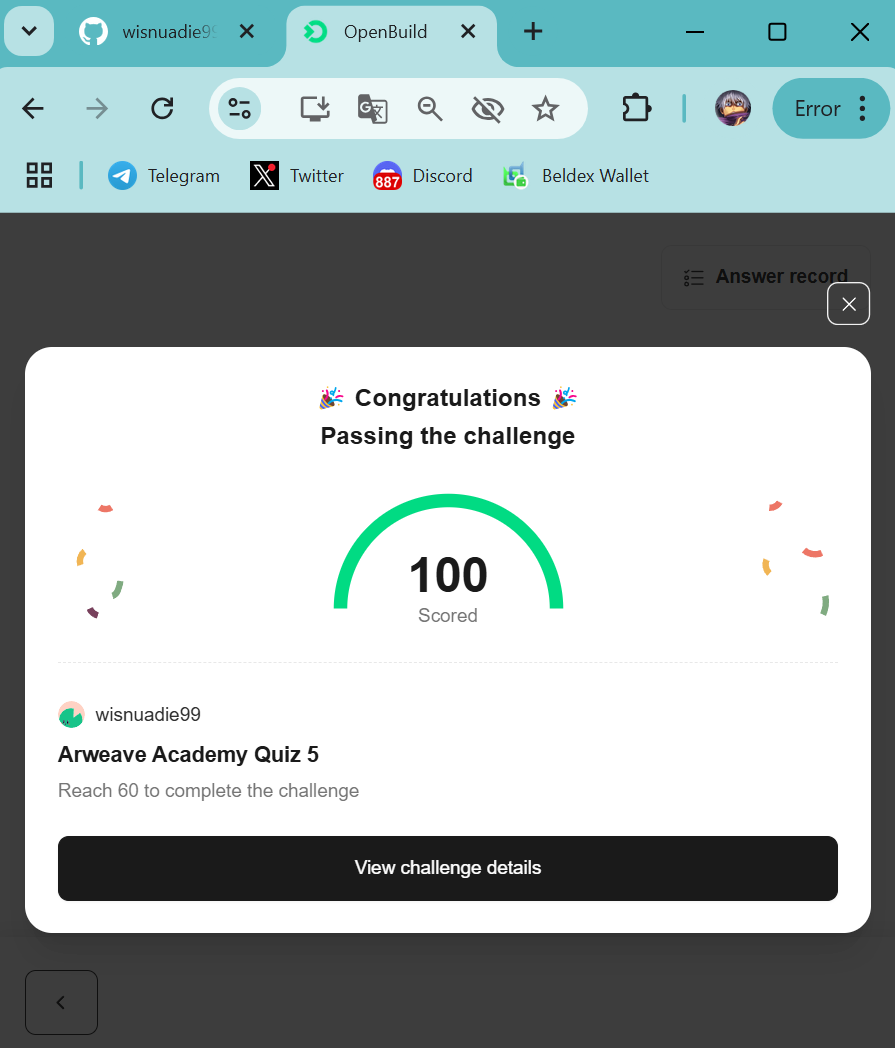 wisnuadie99
OpenBuild
Error
Telegram
Twitter
887
Discord
Beldex Wallet
Answer record
Congratulations
Passing the challenge
100
Scored
wisnuadie99
Arweave Academy Quiz 5
Reach 60 to complete the challenge
View challenge details